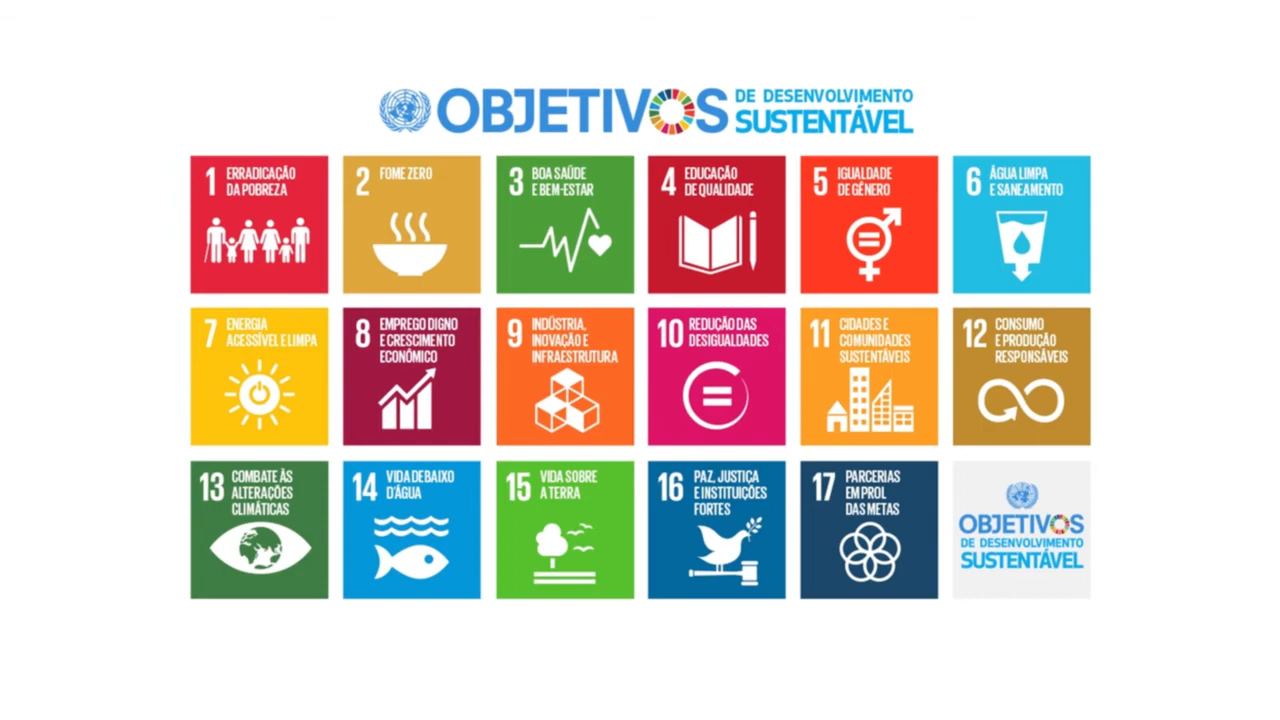 OBJETIVOS
DE DESENVOLVIMENTO
SUSTENTÁVEL
1 ERRADICAÇÃO
DA POBREZA
2 FOME ZERO
3 BOA SAÚDE
E BEM-ESTAR
4 EDUCAÇÃO
DE QUALIDADE
5 IGUALDADE
DE GÊNERO
6 ÁGUA LIMPA
E SANEAMENTO
7 ENERGIA
ACESSÍVEL E LIMPA
8 EMPREGO DIGNO
E CRESCIMENTO
ECONÔMICO
9 INDÚSTRIA,
INOVAÇÃO E
INFRAESTRUTURA
10 REDUÇÃO DAS
DESIGUALDADES
11 CIDADES E
COMUNIDADES
SUSTENTÁVEIS
12 CONSUMO
E PRODUÇÃO
RESPONSÁVEIS
13 COMBATE ÀS
ALTERAÇÕES
CLIMÁTICAS
14 VIDA DEBAIXO
D'ÁGUA
15 VIDA SOBRE
A TERRA
16 PAZ, JUSTIÇA
E INSTITUIÇÕES
FORTES
17 PARCERIAS
EM PROL
DAS METAS
OBJETIVOS
DE DESENVOLVIMENTO
SUSTENTÁVEL